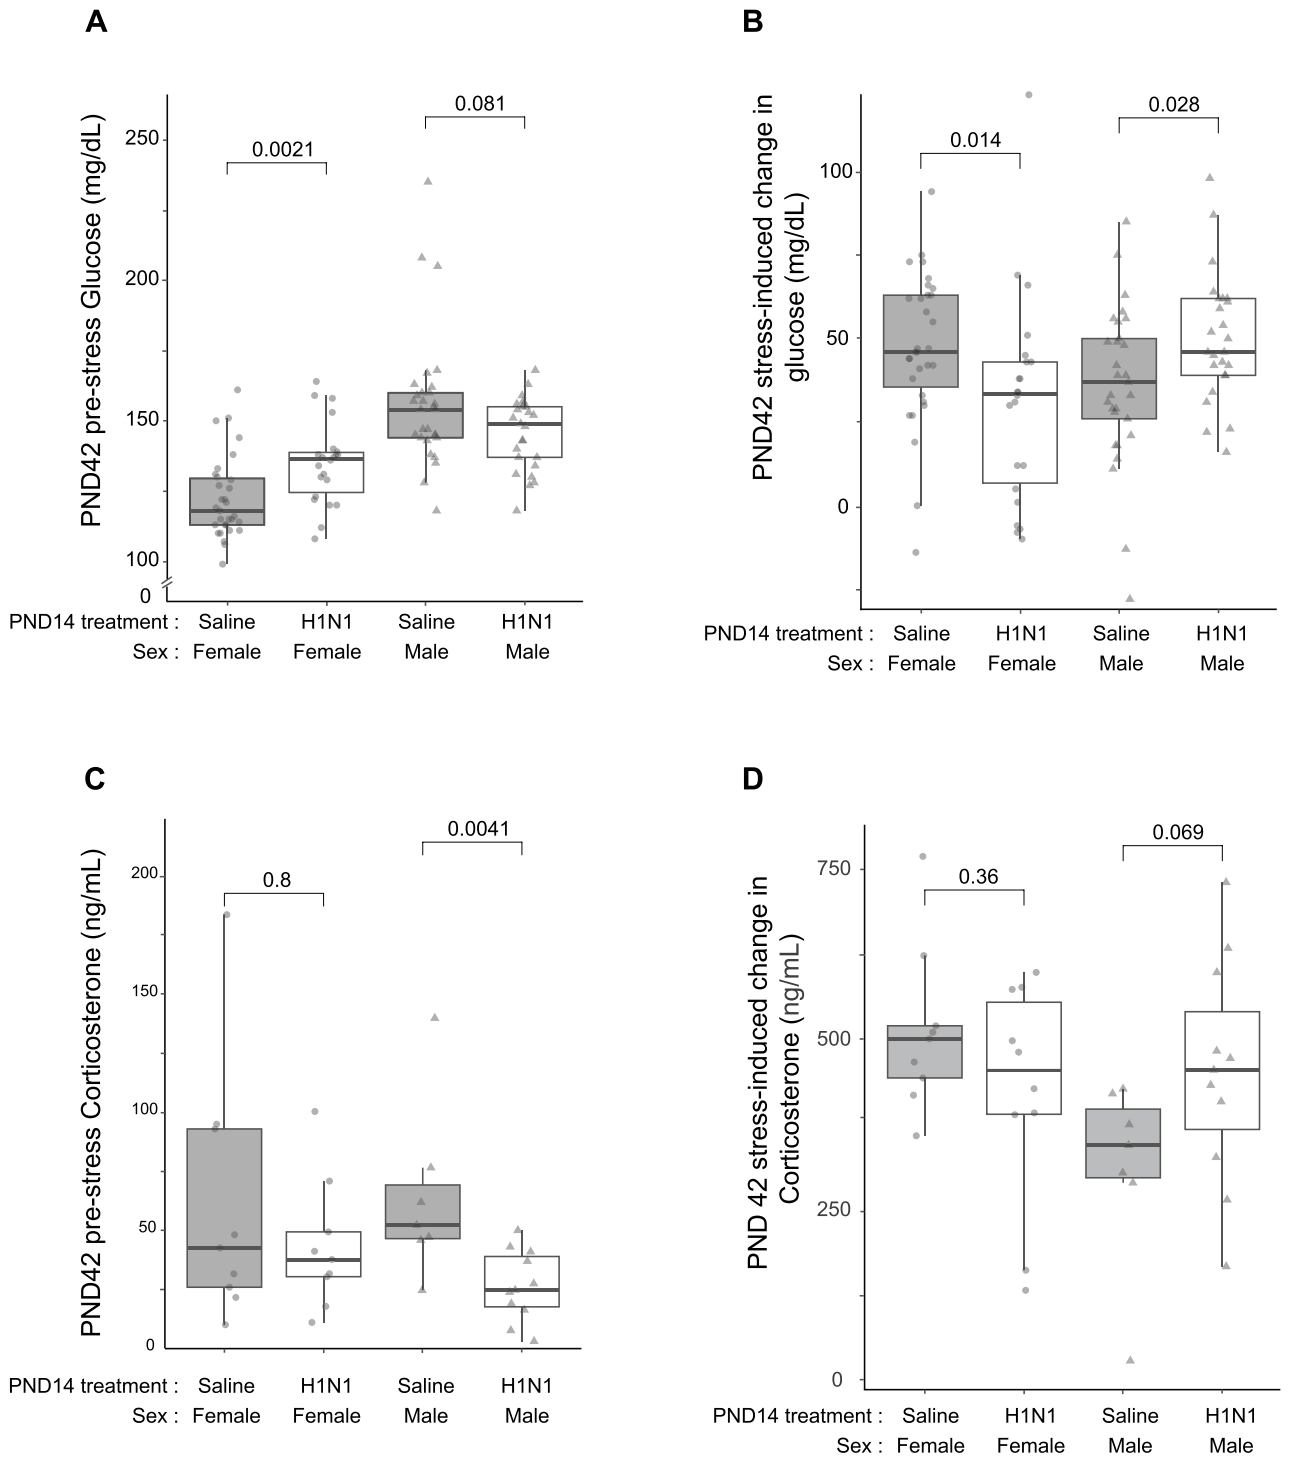 A
PND42 pre-stress Glucose (mg/dL)
250
200
150
100
0
0.0021
0.081
PND14 treatment : Saline H1N1 Saline H1N1
Sex : Female Female Male Male
B
PND42 stress-induced change in
glucose (mg/dL)
100
50
0
0.014
0.028
PND14 treatment : Saline H1N1 Saline H1N1
Sex : Female Female Male Male
C
PND42 pre-stress Corticosterone (ng/mL)
200
150
100
50
0
0.8
0.0041
PND14 treatment : Saline H1N1 Saline H1N1
Sex : Female Female Male Male
D
PND 42 stress-induced change in
Corticosterone (ng/mL)
750
500
250
0
0.36
0.069
PND14 treatment : Saline H1N1 Saline H1N1
Sex : Female Female Male Male